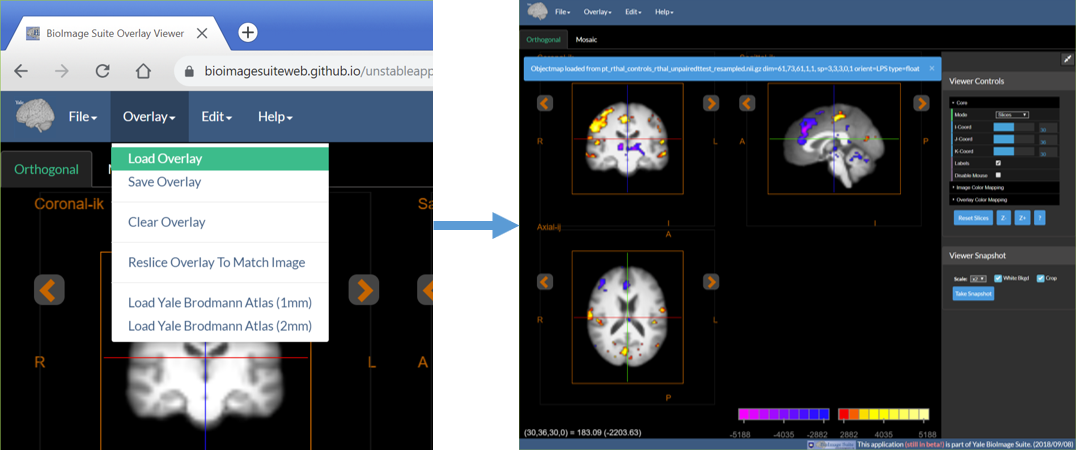 BioImage Suite Overlay Viewer
bioimagesuiteweb.github.io/unstableapp
Yale
File
Overlay
Edit
Help
Orthogonal
Load Overlay
Save Overlay
Clear Overlay
Reslice Overlay To Match Image
Load Yale Brodmann Atlas (1mm)
Load Yale Brodmann Atlas (2mm)
Coronal-ik
Sa
R
L
A
File
Overlay
Edit
Help
Orthogonal
Mosaic
Objectmap loaded from pt_rthal_controls_rthal_unpairedttest_resampled.nii.gz dim=61,73,61,1,1, sp=3,3,3,0,1 orient=LPS type=float
R
L
A
P
I
I
Axial-ij
A
R
L
P
(30,36,30,0) = 183.09 (-2203.63)
-5188
-4035
-2882
2882
4035
5188
Viewer Controls
Core
Mode
Slices
I-Coord
30
J-Coord
36
K-Coord
30
Labels
Disable Mouse
Image Color Mapping
Overlay Color Mapping
Reset Slices
Z-
Z+
?
Viewer Snapshot
Scale:
x2
White Bkgd
Crop
Take Snapshot
BioImage Suite
This application (still in beta!) is part of Yale BioImage Suite. (2018/09/08)